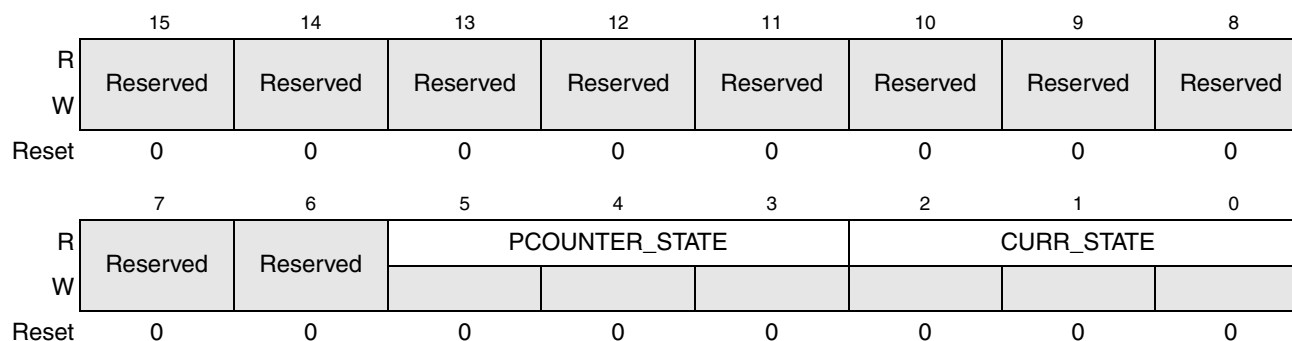 15 14 13 12 11 10 9 8
R
Reserved Reserved Reserved Reserved Reserved Reserved Reserved Reserved
W
Reset 0 0 0 0 0 0 0 0
7 6 5 4 3 2 1 0
R PCOUNTER_STATE CURR_STATE
Reserved Reserved
W
Reset 0 0 0 0 0 0 0 0